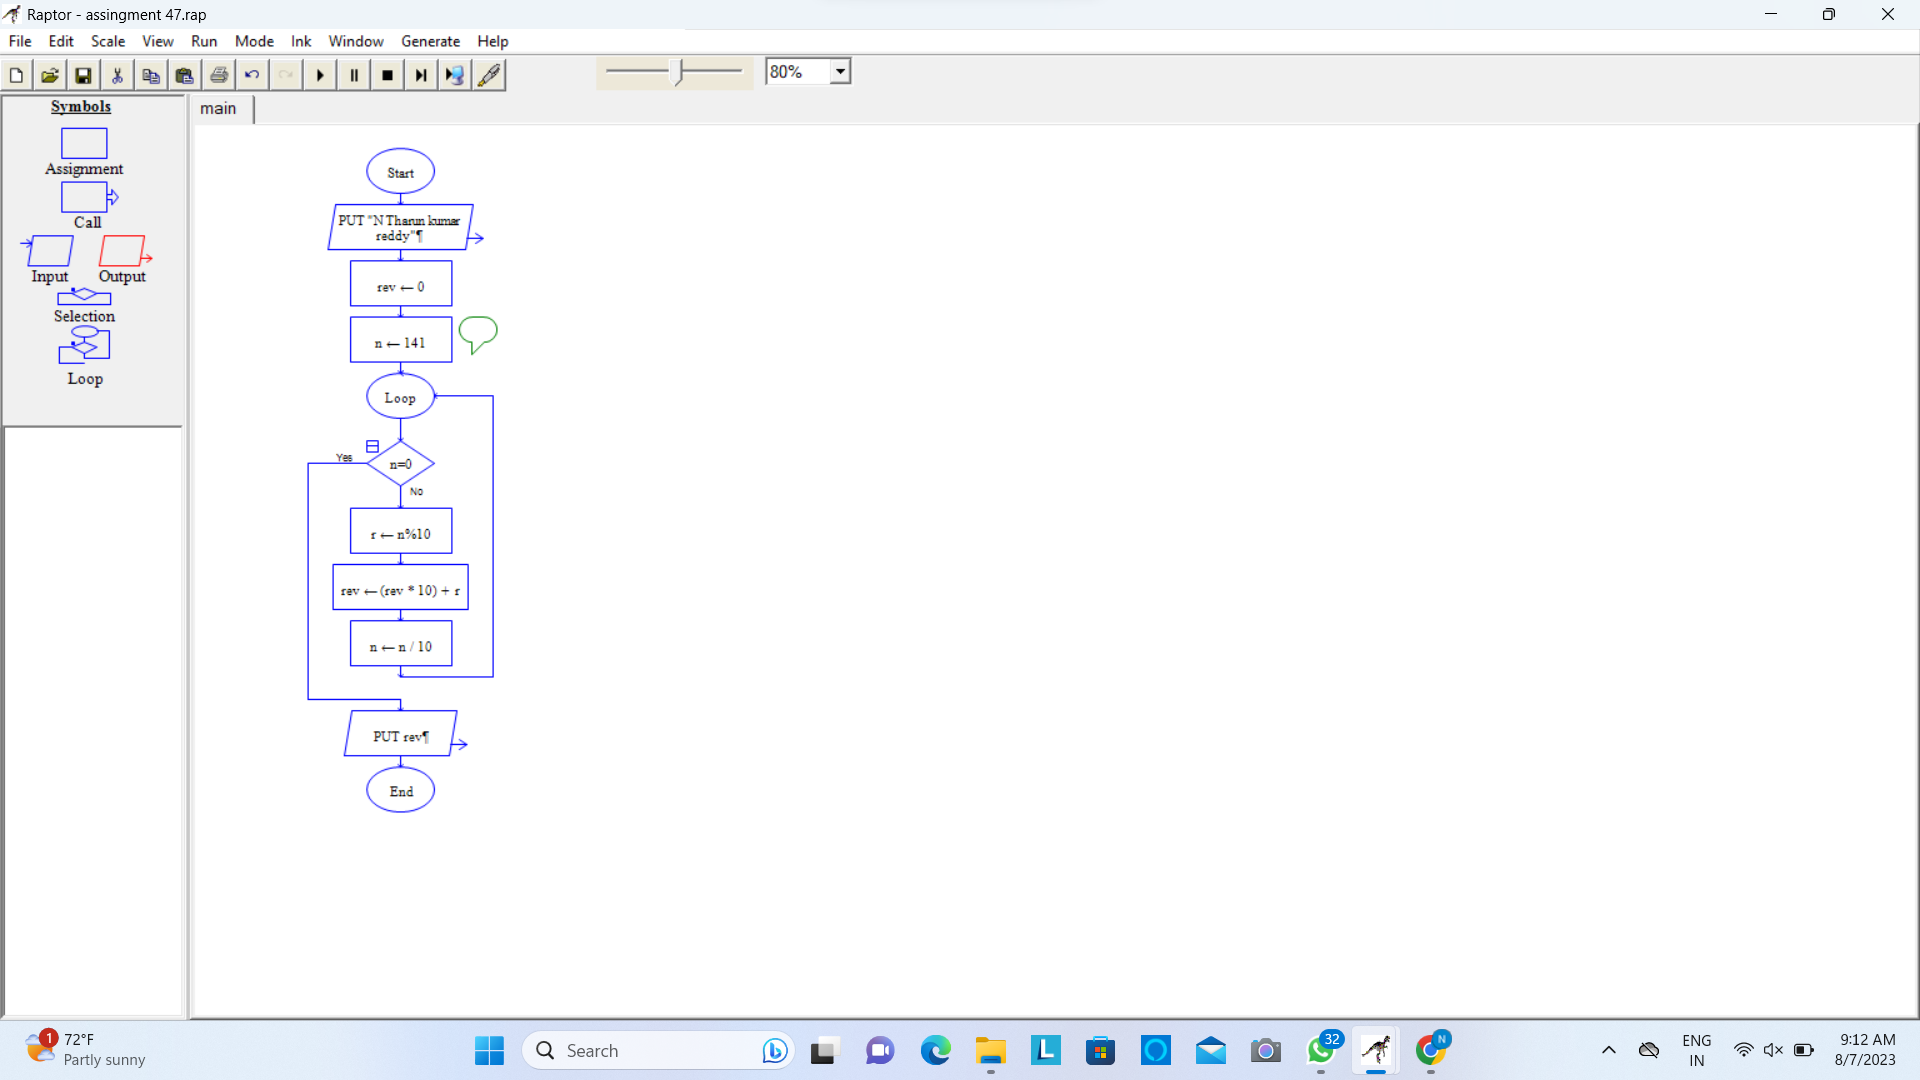 Raptor - assingment 47.rap
File Edit Scale View Run Mode Ink Window Generate Help
80%
Symbols
Assignment
Call
Input Output
Selection
Loop
main
Start
PUT "N Tharun kumar
reddy"¶
rev ← 0
n ← 141
Loop
Yes
n=0
No
r ← n%10
rev ← (rev * 10) + r
n ← n / 10
PUT rev¶
End
1
72°F
Partly sunny
Search
L
32
N
ENG
IN
9:12 AM
8/7/2023